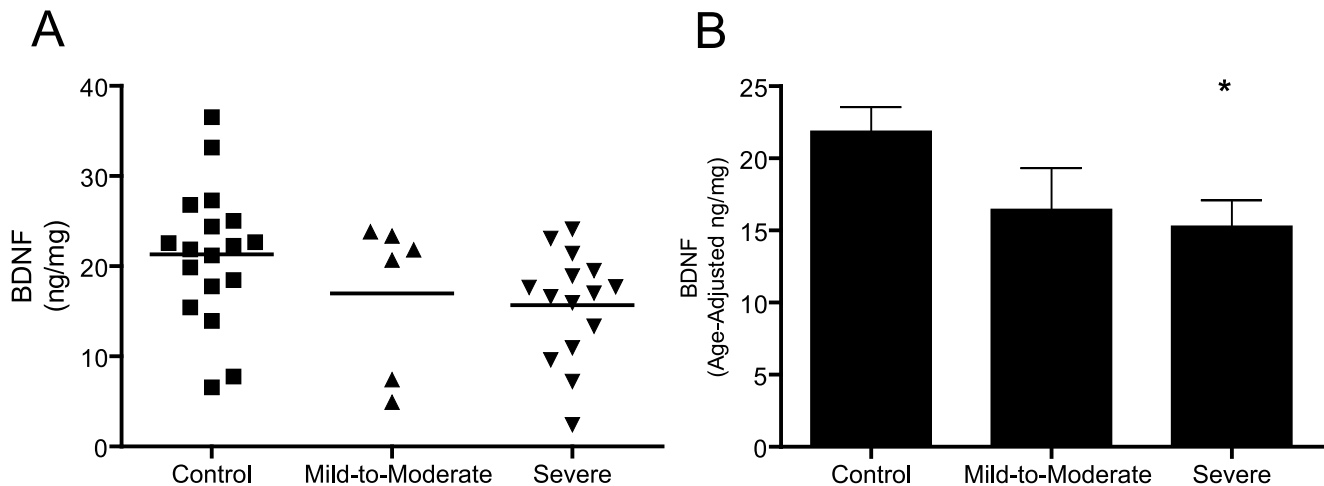 A
BDNF
(ng/mg)
40
30
20
10
0
Control
Mild-to-Moderate
Severe
B
BDNF
(Age-Adjusted ng/mg)
25
20
15
10
5
0
*
Control
Mild-to-Moderate
Severe